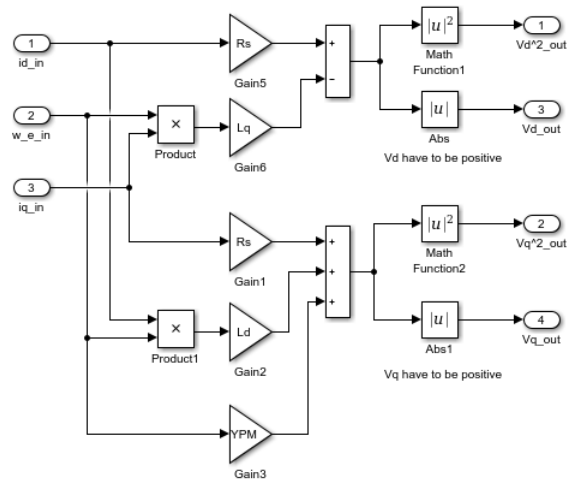 1
id_in
2
w_e_in
3
iq_in
×
Product
×
Product1
Rs
Gain5
Lq
Gain6
Rs
Gain1
Ld
Gain2
YPM
Gain3
+
−
+
+
+
|u|²
Math
Function1
|u|
Abs
Vd have to be positive
|u|²
Math
Function2
|u|
Abs1
Vq have to be positive
1
Vd^2_out
3
Vd_out
2
Vq^2_out
4
Vq_out